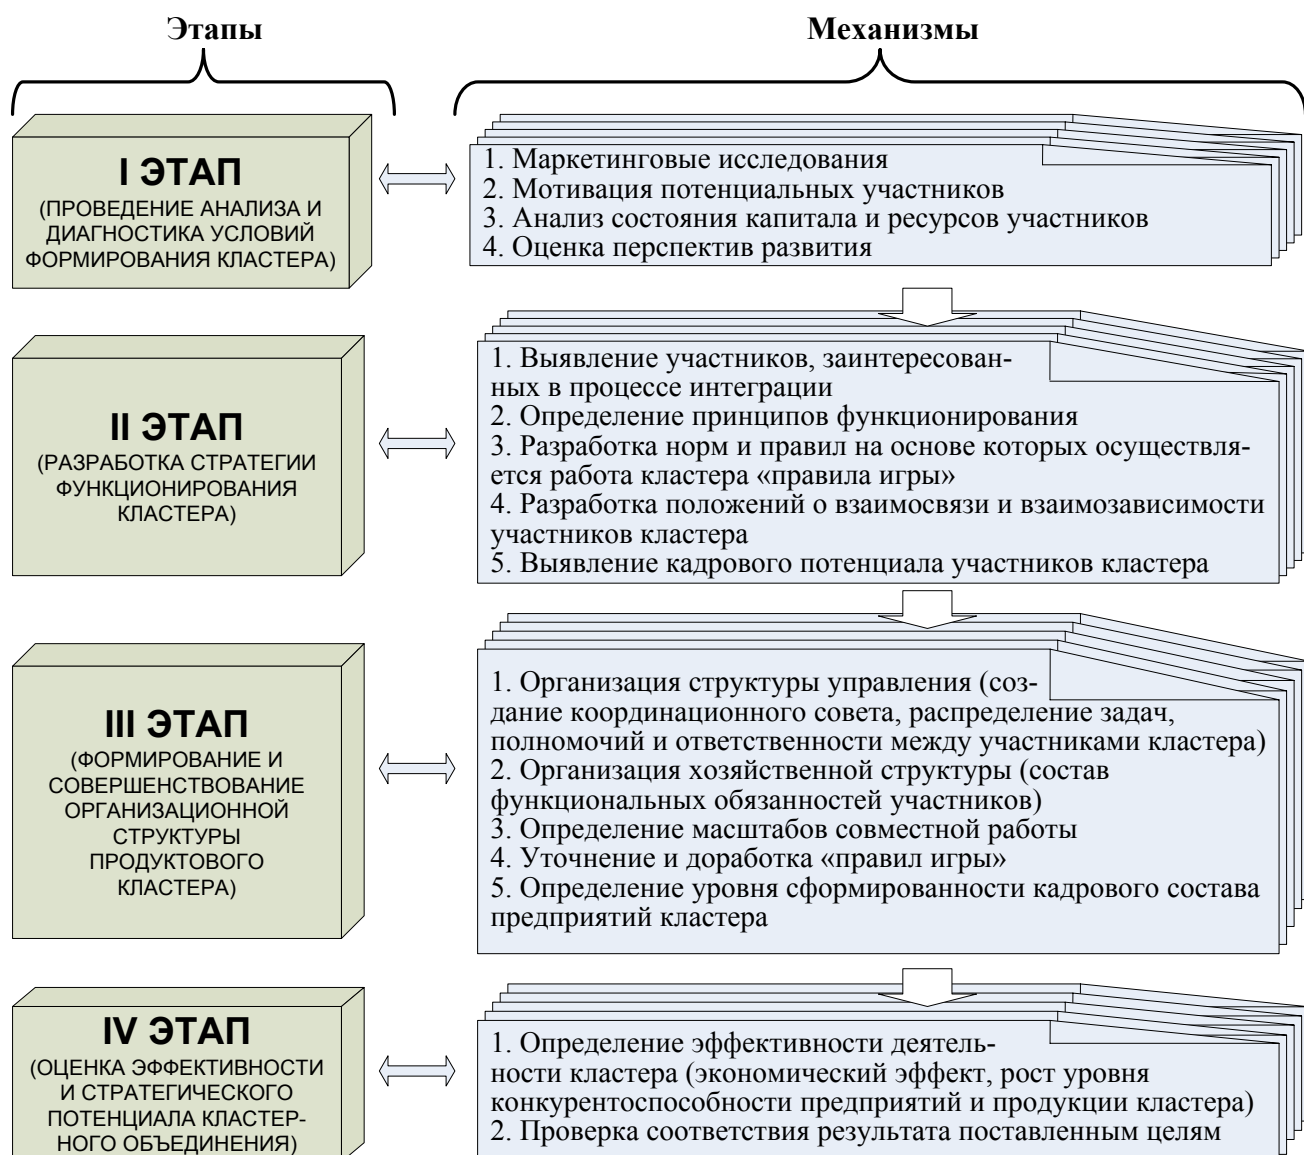 Этапы
Механизмы
I ЭТАП
(ПРОВЕДЕНИЕ АНАЛИЗА И
ДИАГНОСТИКА УСЛОВИЙ
ФОРМИРОВАНИЯ КЛАСТЕРА)
1. Маркетинговые исследования
2. Мотивация потенциальных участников
3. Анализ состояния капитала и ресурсов участников
4. Оценка перспектив развития
II ЭТАП
(РАЗРАБОТКА СТРАТЕГИИ
ФУНКЦИОНИРОВАНИЯ
КЛАСТЕРА)
1. Выявление участников, заинтересован-
ных в процессе интеграции
2. Определение принципов функционирования
3. Разработка норм и правил на основе которых осуществля-
ется работа кластера «правила игры»
4. Разработка положений о взаимосвязи и взаимозависимости
участников кластера
5. Выявление кадрового потенциала участников кластера
III ЭТАП
(ФОРМИРОВАНИЕ И
СОВЕРШЕНСТВОВАНИЕ
ОРГАНИЗАЦИОННОЙ
СТРУКТУРЫ
ПРОДУКТОВОГО
КЛАСТЕРА)
1. Организация структуры управления (соз-
дание координационного совета, распределение задач,
полномочий и ответственности между участниками кластера)
2. Организация хозяйственной структуры (состав
функциональных обязанностей участников)
3. Определение масштабов совместной работы
4. Уточнение и доработка «правил игры»
5. Определение уровня сформированности кадрового состава
предприятий кластера
IV ЭТАП
(ОЦЕНКА ЭФФЕКТИВНОСТИ
И СТРАТЕГИЧЕСКОГО
ПОТЕНЦИАЛА КЛАСТЕР-
НОГО ОБЪЕДИНЕНИЯ)
1. Определение эффективности деятель-
ности кластера (экономический эффект, рост уровня
конкурентоспособности предприятий и продукции кластера)
2. Проверка соответствия результата поставленным целям